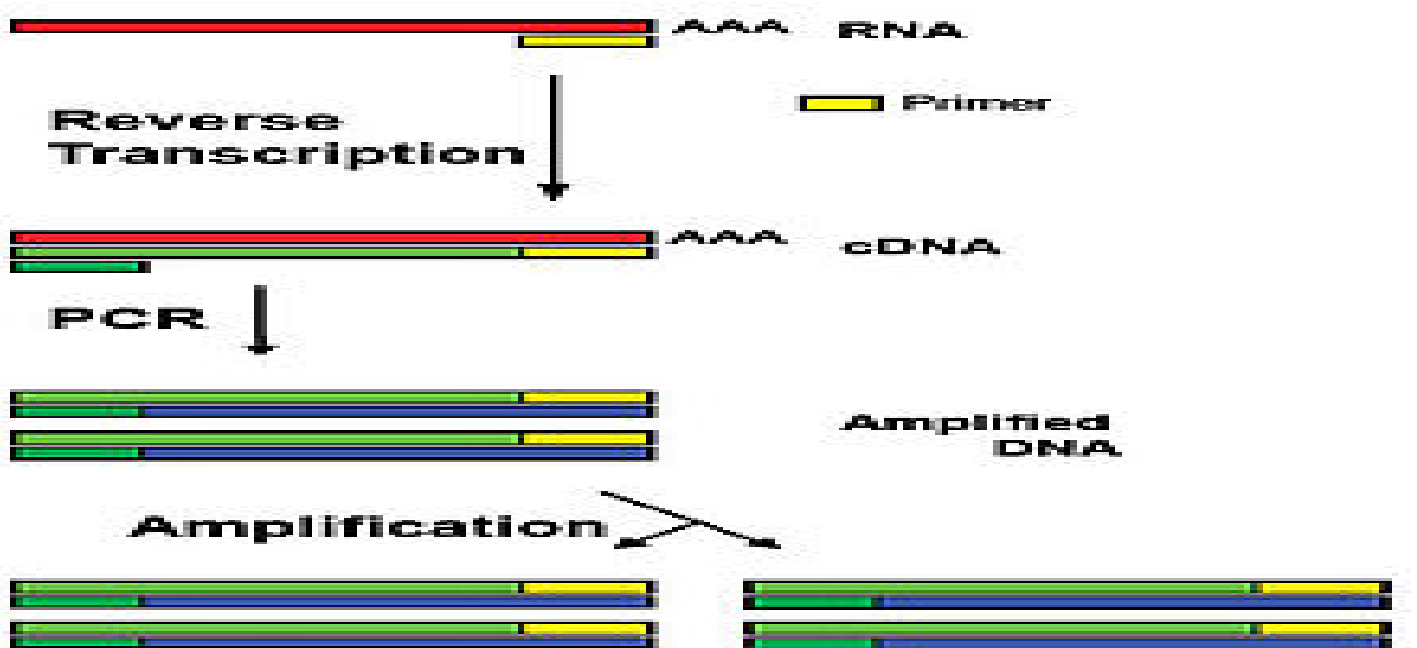 AAA RNA
Primer
Reverse
Transcription
AAA cDNA
PCR
Amplified
DNA
Amplification